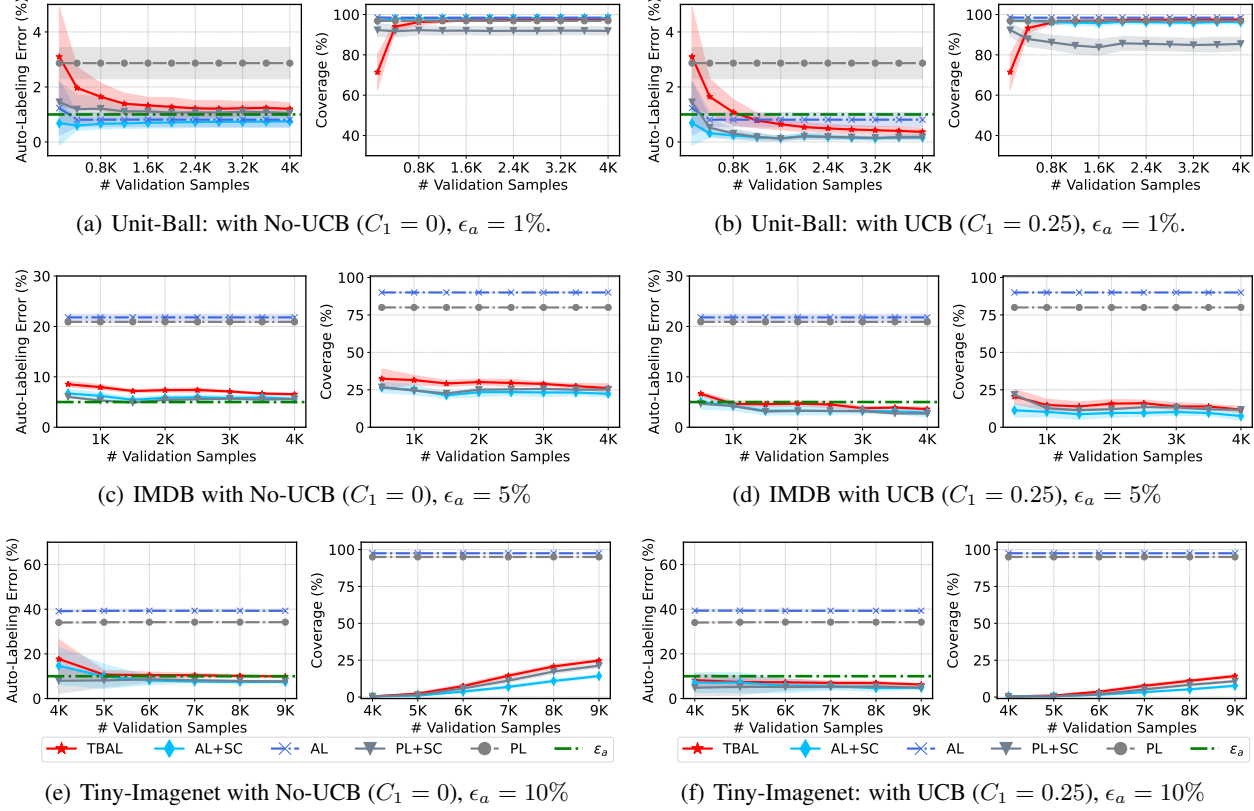 Auto-Labeling Error (%)
4
2
0
0.8K 1.6K 2.4K 3.2K 4K
# Validation Samples
Coverage (%)
100
80
60
40
0.8K 1.6K 2.4K 3.2K 4K
# Validation Samples
Auto-Labeling Error (%)
4
2
0
0.8K 1.6K 2.4K 3.2K 4K
# Validation Samples
Coverage (%)
100
80
60
40
0.8K 1.6K 2.4K 3.2K 4K
# Validation Samples
(a) Unit-Ball: with No-UCB (C₁ = 0), ϵₐ = 1%.
(b) Unit-Ball: with UCB (C₁ = 0.25), ϵₐ = 1%.
Auto-Labeling Error (%)
30
20
10
0
1K 2K 3K 4K
# Validation Samples
Coverage (%)
100
75
50
25
0
1K 2K 3K 4K
# Validation Samples
Auto-Labeling Error (%)
30
20
10
0
1K 2K 3K 4K
# Validation Samples
Coverage (%)
100
75
50
25
0
1K 2K 3K 4K
# Validation Samples
(c) IMDB with No-UCB (C₁ = 0), ϵₐ = 5%
(d) IMDB with UCB (C₁ = 0.25), ϵₐ = 5%
Auto-Labeling Error (%)
60
40
20
0
4K 5K 6K 7K 8K 9K
# Validation Samples
Coverage (%)
100
75
50
25
0
4K 5K 6K 7K 8K 9K
# Validation Samples
TBAL AL+SC AL PL+SC PL εₐ
Auto-Labeling Error (%)
60
40
20
0
4K 5K 6K 7K 8K 9K
# Validation Samples
Coverage (%)
100
75
50
25
0
4K 5K 6K 7K 8K 9K
# Validation Samples
TBAL AL+SC AL PL+SC PL εₐ
(e) Tiny-Imagenet with No-UCB (C₁ = 0), ϵₐ = 10%
(f) Tiny-Imagenet: with UCB (C₁ = 0.25), ϵₐ = 10%